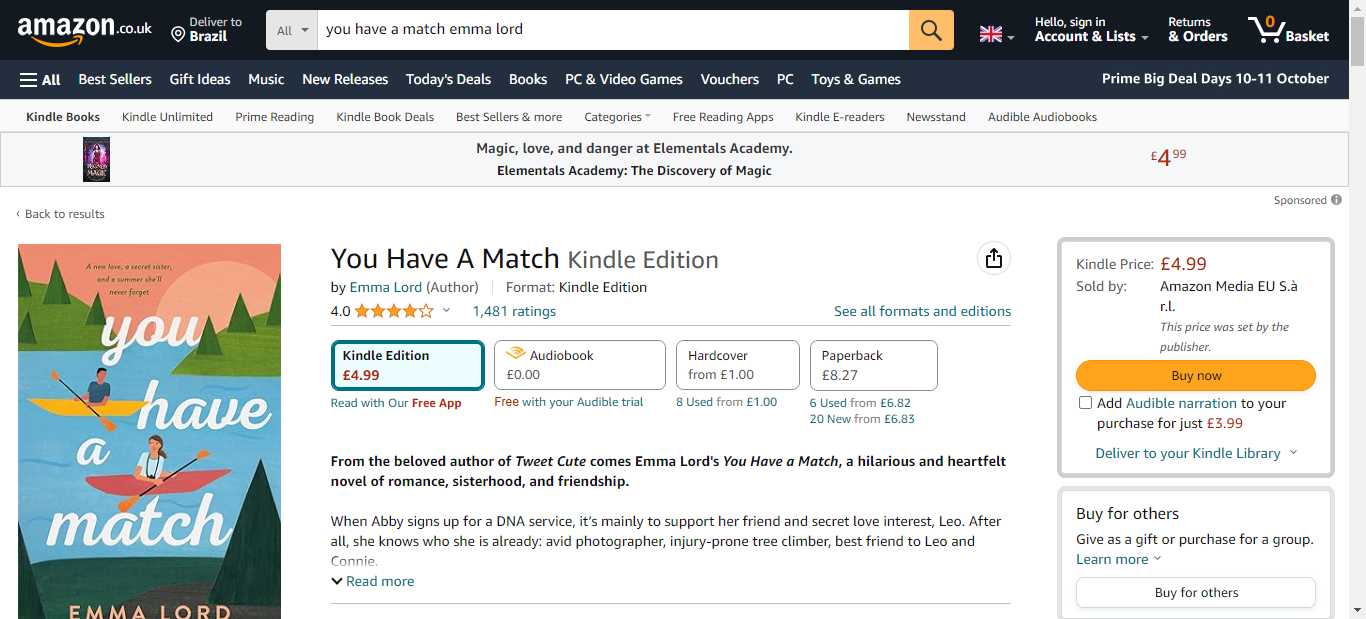 amazon.co.uk
Deliver to
Brazil
All
you have a match emma lord
Hello, sign in
Account & Lists
Returns
& Orders
0
Basket
All
Best Sellers
Gift Ideas
Music
New Releases
Today's Deals
Books
PC & Video Games
Vouchers
PC
Toys & Games
Prime Big Deal Days 10-11 October
Kindle Books
Kindle Unlimited
Prime Reading
Kindle Book Deals
Best Sellers & more
Categories
Free Reading Apps
Kindle E-readers
Newsstand
Audible Audiobooks
MAGIC
Magic, love, and danger at Elementals Academy.
Elementals Academy: The Discovery of Magic
£499
Sponsored
‹ Back to results
A new love, a secret sister,
and a summer she'll
never forget
you
have
a
match
EMMA LORD
You Have A Match Kindle Edition
by Emma Lord (Author) Format: Kindle Edition
4.0 1,481 ratings
See all formats and editions
Kindle Edition
£4.99
Read with Our Free App
Audiobook
£0.00
Free with your Audible trial
Hardcover
from £1.00
8 Used from £1.00
Paperback
£8.27
6 Used from £6.82
20 New from £6.83
From the beloved author of Tweet Cute comes Emma Lord's You Have a Match, a hilarious and heartfelt
novel of romance, sisterhood, and friendship.
When Abby signs up for a DNA service, it's mainly to support her friend and secret love interest, Leo. After
all, she knows who she is already: avid photographer, injury-prone tree climber, best friend to Leo and
Connie.
Read more
Kindle Price: £4.99
Sold by: Amazon Media EU S.à
r.l.
This price was set by the
publisher.
Buy now
Add Audible narration to your
purchase for just £3.99
Deliver to your Kindle Library
Buy for others
Give as a gift or purchase for a group.
Learn more
Buy for others